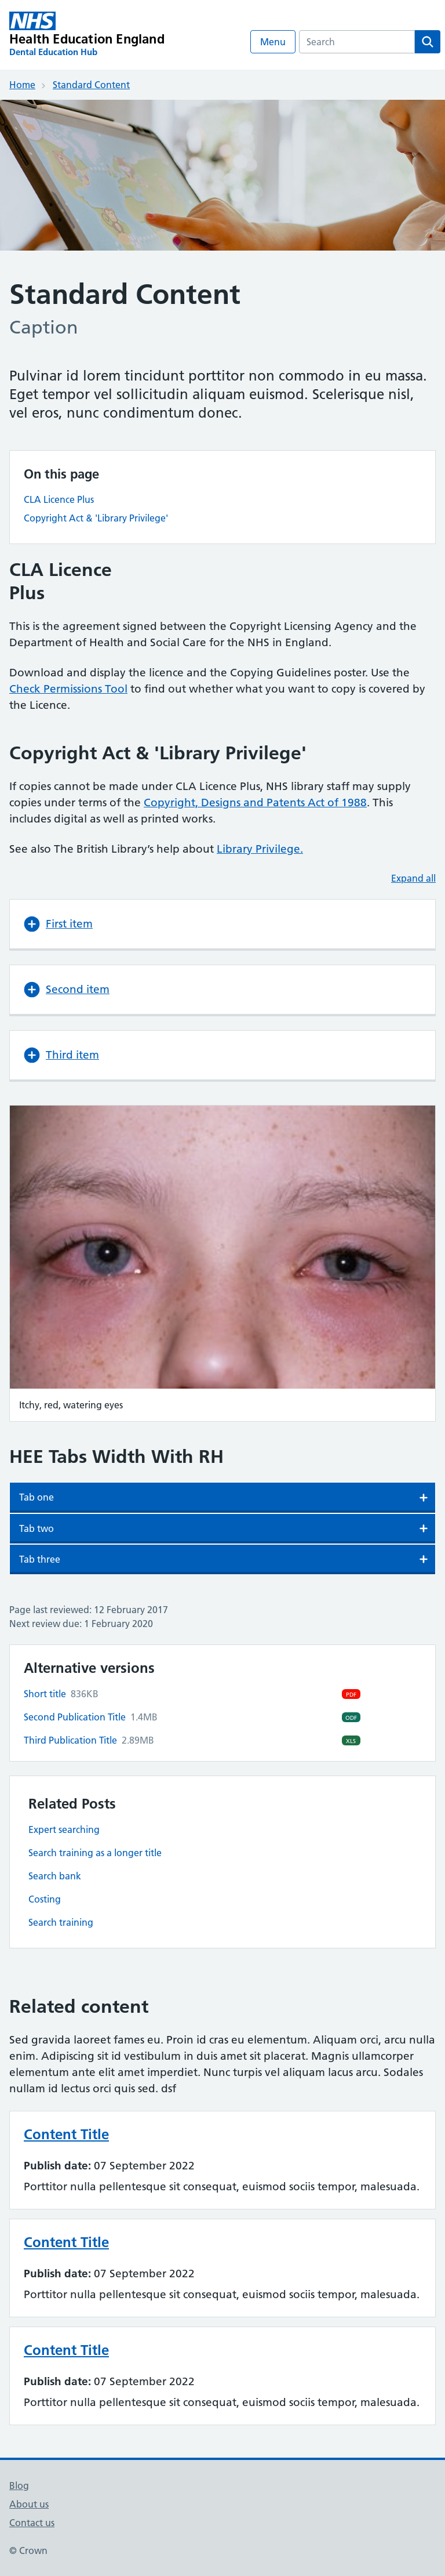 NHS
Health Education England
Dental Education Hub
Menu
Search
Home
Standard Content
Standard Content
Caption
Pulvinar id lorem tincidunt porttitor non commodo in eu massa.
Eget tempor vel sollicitudin aliquam euismod. Scelerisque nisl,
vel eros, nunc condimentum donec.
On this page
CLA Licence Plus
Copyright Act & 'Library Privilege'
CLA Licence
Plus
This is the agreement signed between the Copyright Licensing Agency and the
Department of Health and Social Care for the NHS in England.
Download and display the licence and the Copying Guidelines poster. Use the
Check Permissions Tool to find out whether what you want to copy is covered by
the Licence.
Copyright Act & 'Library Privilege'
If copies cannot be made under CLA Licence Plus, NHS library staff may supply
copies under terms of the Copyright, Designs and Patents Act of 1988. This
includes digital as well as printed works.
See also The British Library's help about Library Privilege.
Expand all
First item
Second item
Third item
Itchy, red, watering eyes
HEE Tabs Width With RH
Tab one
Tab two
Tab three
Page last reviewed: 12 February 2017
Next review due: 1 February 2020
Alternative versions
Short title 836KB PDF
Second Publication Title 1.4MB ODF
Third Publication Title 2.89MB XLS
Related Posts
Expert searching
Search training as a longer title
Search bank
Costing
Search training
Related content
Sed gravida laoreet fames eu. Proin id cras eu elementum. Aliquam orci, arcu nulla
enim. Adipiscing sit id vestibulum in duis amet sit placerat. Magnis ullamcorper
elementum ante elit amet imperdiet. Nunc turpis vel aliquam lacus arcu. Sodales
nullam id lectus orci quis sed. dsf
Content Title
Publish date: 07 September 2022
Porttitor nulla pellentesque sit consequat, euismod sociis tempor, malesuada.
Content Title
Publish date: 07 September 2022
Porttitor nulla pellentesque sit consequat, euismod sociis tempor, malesuada.
Content Title
Publish date: 07 September 2022
Porttitor nulla pellentesque sit consequat, euismod sociis tempor, malesuada.
Blog
About us
Contact us
© Crown